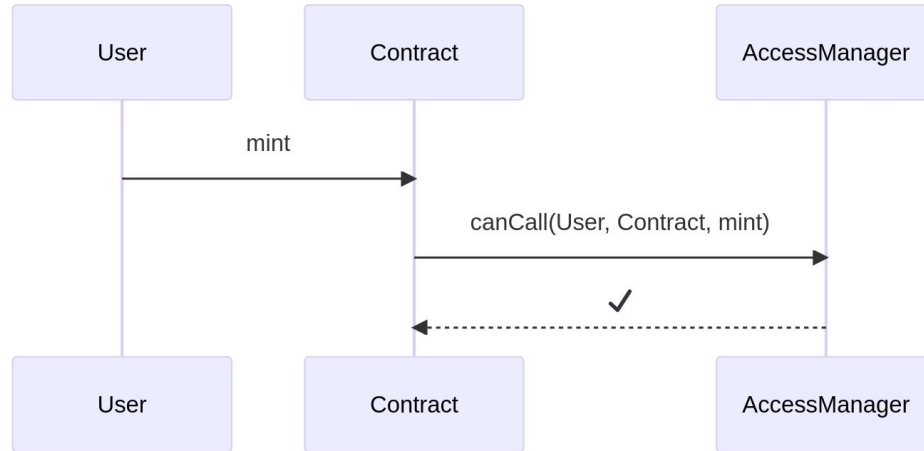 User
Contract
AccessManager
mint
canCall(User, Contract, mint)
✓
User
Contract
AccessManager